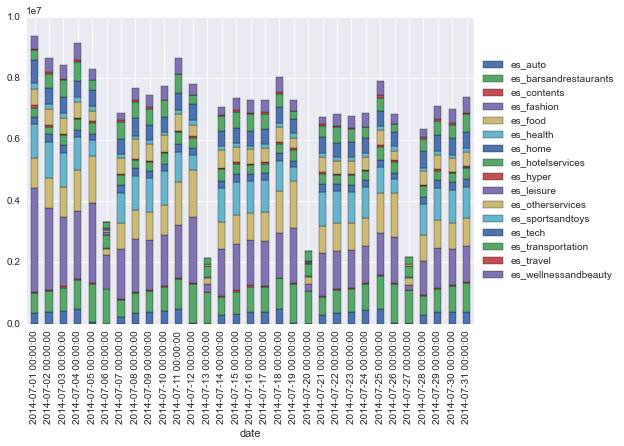 1e7
1.0
0.8
0.6
0.4
0.2
0.0
es_auto
es_barsandrestaurants
es_contents
es_fashion
es_food
es_health
es_home
es_hotelservices
es_hyper
es_leisure
es_otherservices
es_sportsandtoys
es_tech
es_transportation
es_travel
es_wellnessandbeauty
2014-07-01 00:00:00
2014-07-02 00:00:00
2014-07-03 00:00:00
2014-07-04 00:00:00
2014-07-05 00:00:00
2014-07-06 00:00:00
2014-07-07 00:00:00
2014-07-08 00:00:00
2014-07-09 00:00:00
2014-07-10 00:00:00
2014-07-11 00:00:00
2014-07-12 00:00:00
2014-07-13 00:00:00
2014-07-14 00:00:00
2014-07-15 00:00:00
2014-07-16 00:00:00
2014-07-17 00:00:00
2014-07-18 00:00:00
2014-07-19 00:00:00
2014-07-20 00:00:00
2014-07-21 00:00:00
2014-07-22 00:00:00
2014-07-23 00:00:00
2014-07-24 00:00:00
2014-07-25 00:00:00
2014-07-26 00:00:00
2014-07-27 00:00:00
2014-07-28 00:00:00
2014-07-29 00:00:00
2014-07-30 00:00:00
2014-07-31 00:00:00
date